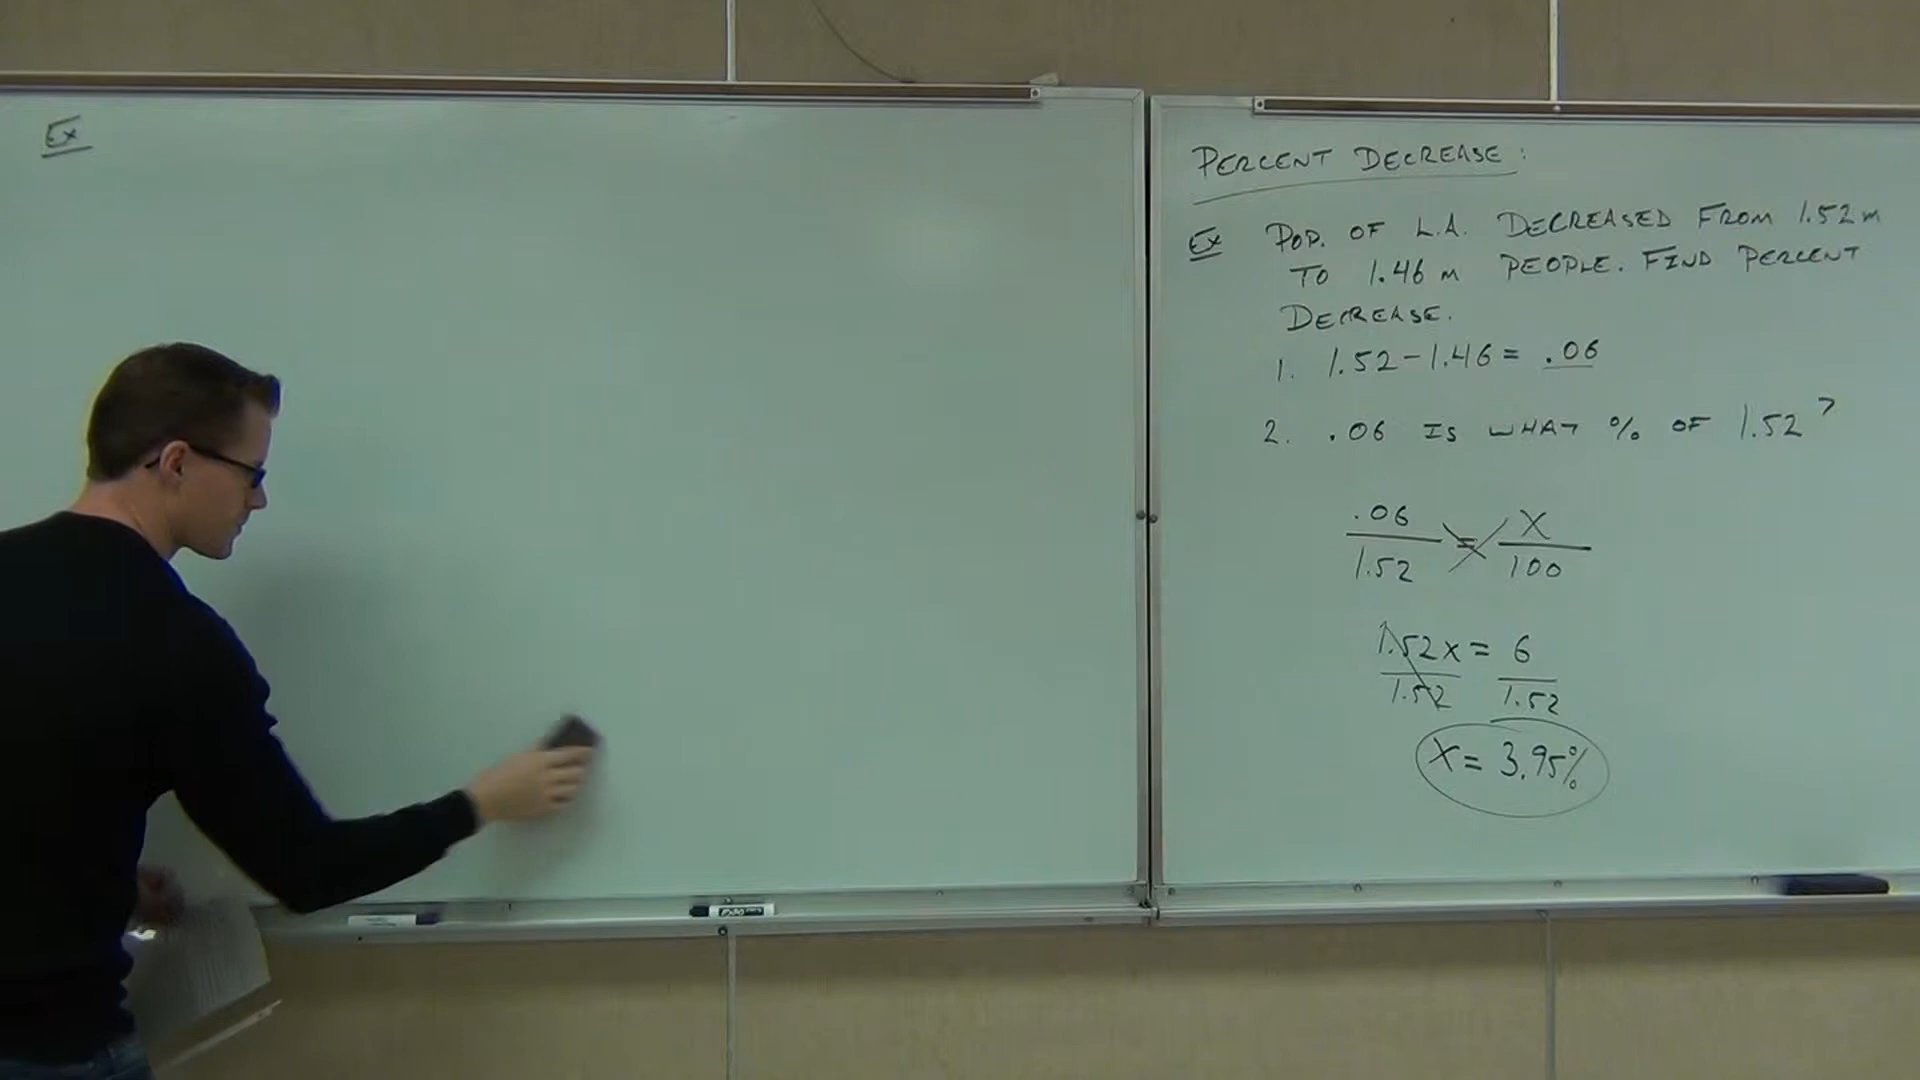 Ex
PERCENT DECREASE:
Ex POP. OF L.A. DECREASED FROM 1.52 m
TO 1.46 m PEOPLE. FIND PERCENT
DECREASE.
1. 1.52 - 1.46 = .06
2. .06 IS WHAT % OF 1.52?
.06 = X
1.52 100
1.52x = 6
1.52 1.52
X = 3.95%
EXPO